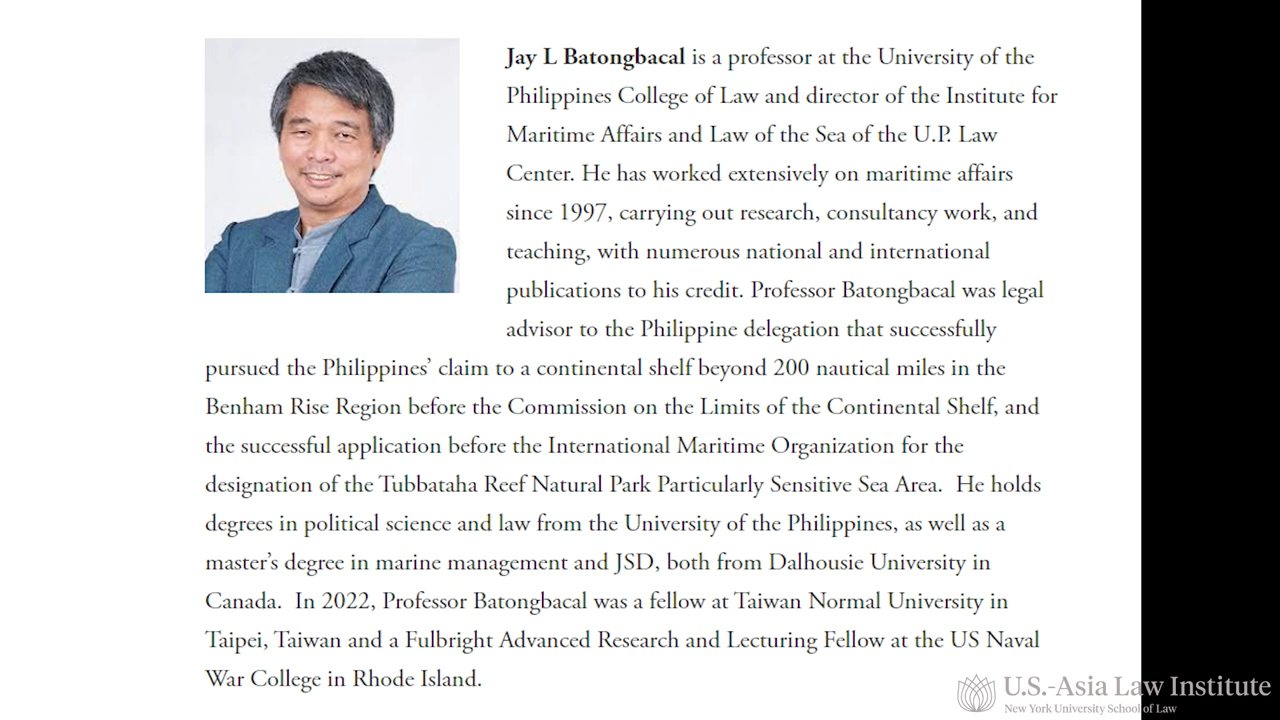 Jay L Batongbacal is a professor at the University of the
Philippines College of Law and director of the Institute for
Maritime Affairs and Law of the Sea of the U.P. Law
Center. He has worked extensively on maritime affairs
since 1997, carrying out research, consultancy work, and
teaching, with numerous national and international
publications to his credit. Professor Batongbacal was legal
advisor to the Philippine delegation that successfully
pursued the Philippines’ claim to a continental shelf beyond 200 nautical miles in the
Benham Rise Region before the Commission on the Limits of the Continental Shelf, and
the successful application before the International Maritime Organization for the
designation of the Tubbataha Reef Natural Park Particularly Sensitive Sea Area.  He holds
degrees in political science and law from the University of the Philippines, as well as a
master’s degree in marine management and JSD, both from Dalhousie University in
Canada.  In 2022, Professor Batongbacal was a fellow at Taiwan Normal University in
Taipei, Taiwan and a Fulbright Advanced Research and Lecturing Fellow at the US Naval
War College in Rhode Island.
U.S.-Asia Law Institute
New York University School of Law